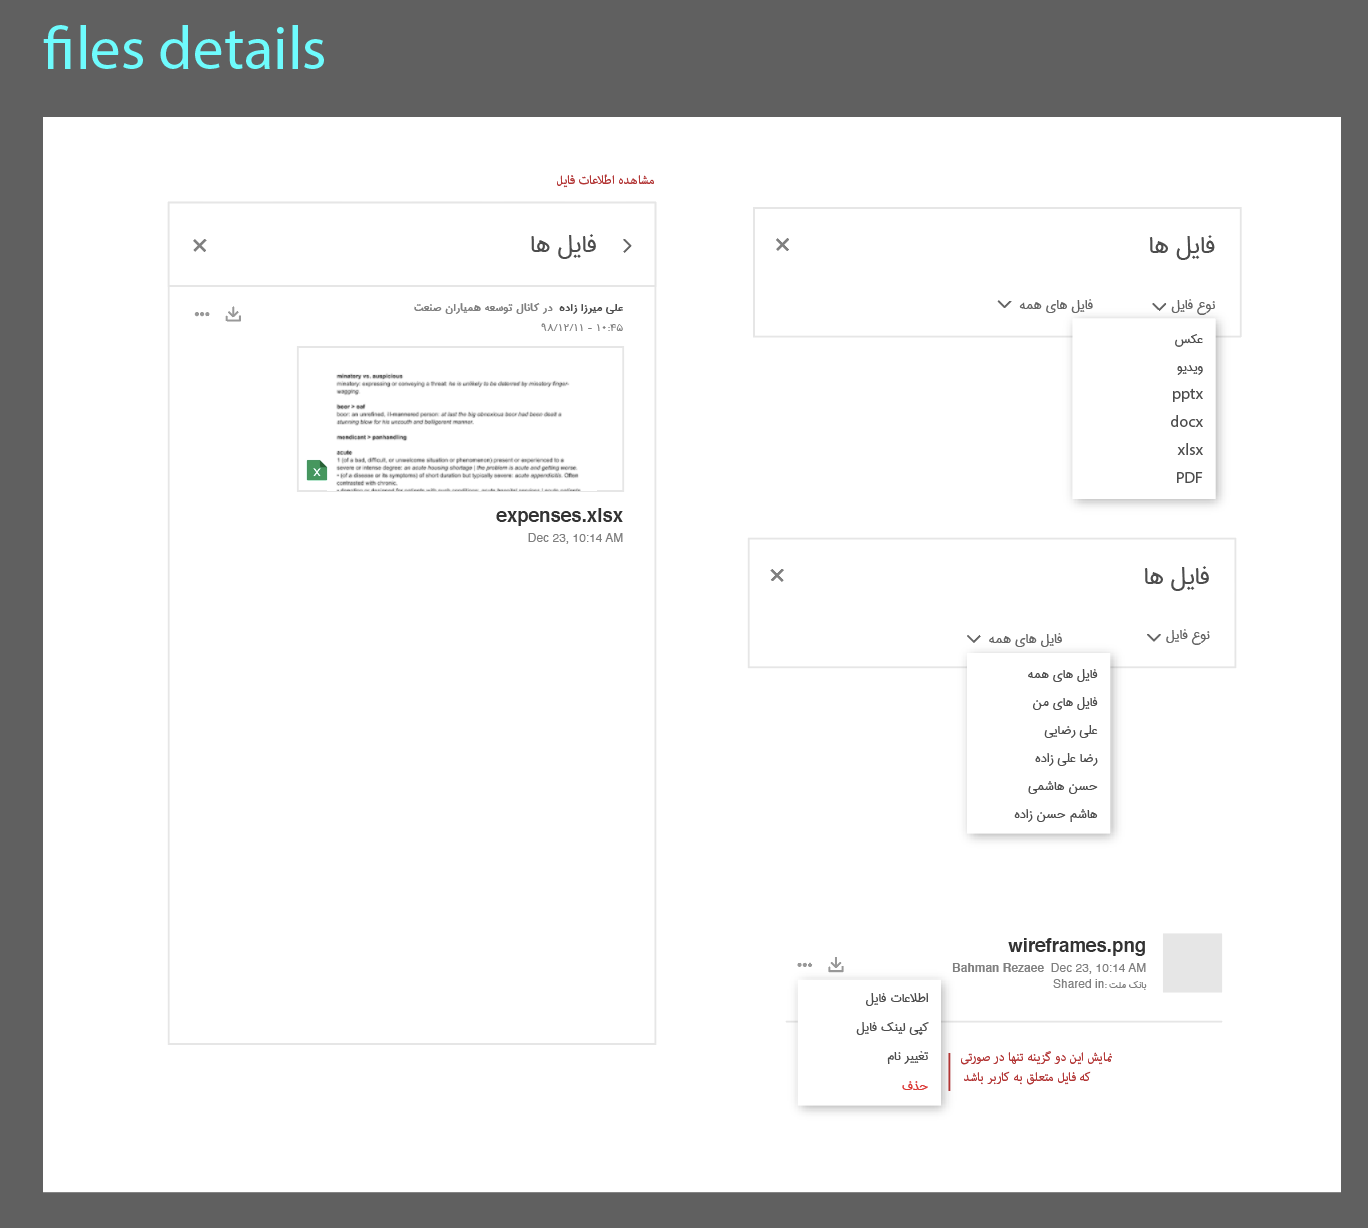 files details
مشاهده اطلاعات فایل
فایل ها
علی میرزا زاده در کانال توسعه همیاران صنعت
۹۸/۱۲/۱۱ - ۱۰:۴۵
minatory vs. auspicious
minatory: expressing or conveying a threat: he is unlikely to be deterred by minatory finger-
wagging.
boor > oaf
boor: an unrefined, ill-mannered person: at last the big obnoxious boor had been dealt a
stunning blow for his uncouth and belligerent manner.
mendicant > panhandling
acute
1 (of a bad, difficult, or unwelcome situation or phenomenon) present or experienced to a
severe or intense degree: an acute housing shortage | the problem is acute and getting worse.
• (of a disease or its symptoms) of short duration but typically severe: acute appendicitis. Often
contrasted with chronic.
X
expenses.xlsx
Dec 23, 10:14 AM
فایل ها
نوع فایل
فایل های همه
عکس
ویدیو
pptx
docx
xlsx
PDF
فایل ها
نوع فایل
فایل های همه
فایل های همه
فایل های من
علی رضایی
رضا علی زاده
حسن هاشمی
هاشم حسن زاده
wireframes.png
Bahman Rezaee Dec 23, 10:14 AM
Shared in: بانک ملت
اطلاعات فایل
کپی لینک فایل
تغییر نام
حذف
نمایش این دو گزینه تنها در صورتی
که فایل متعلق به کاربر باشد